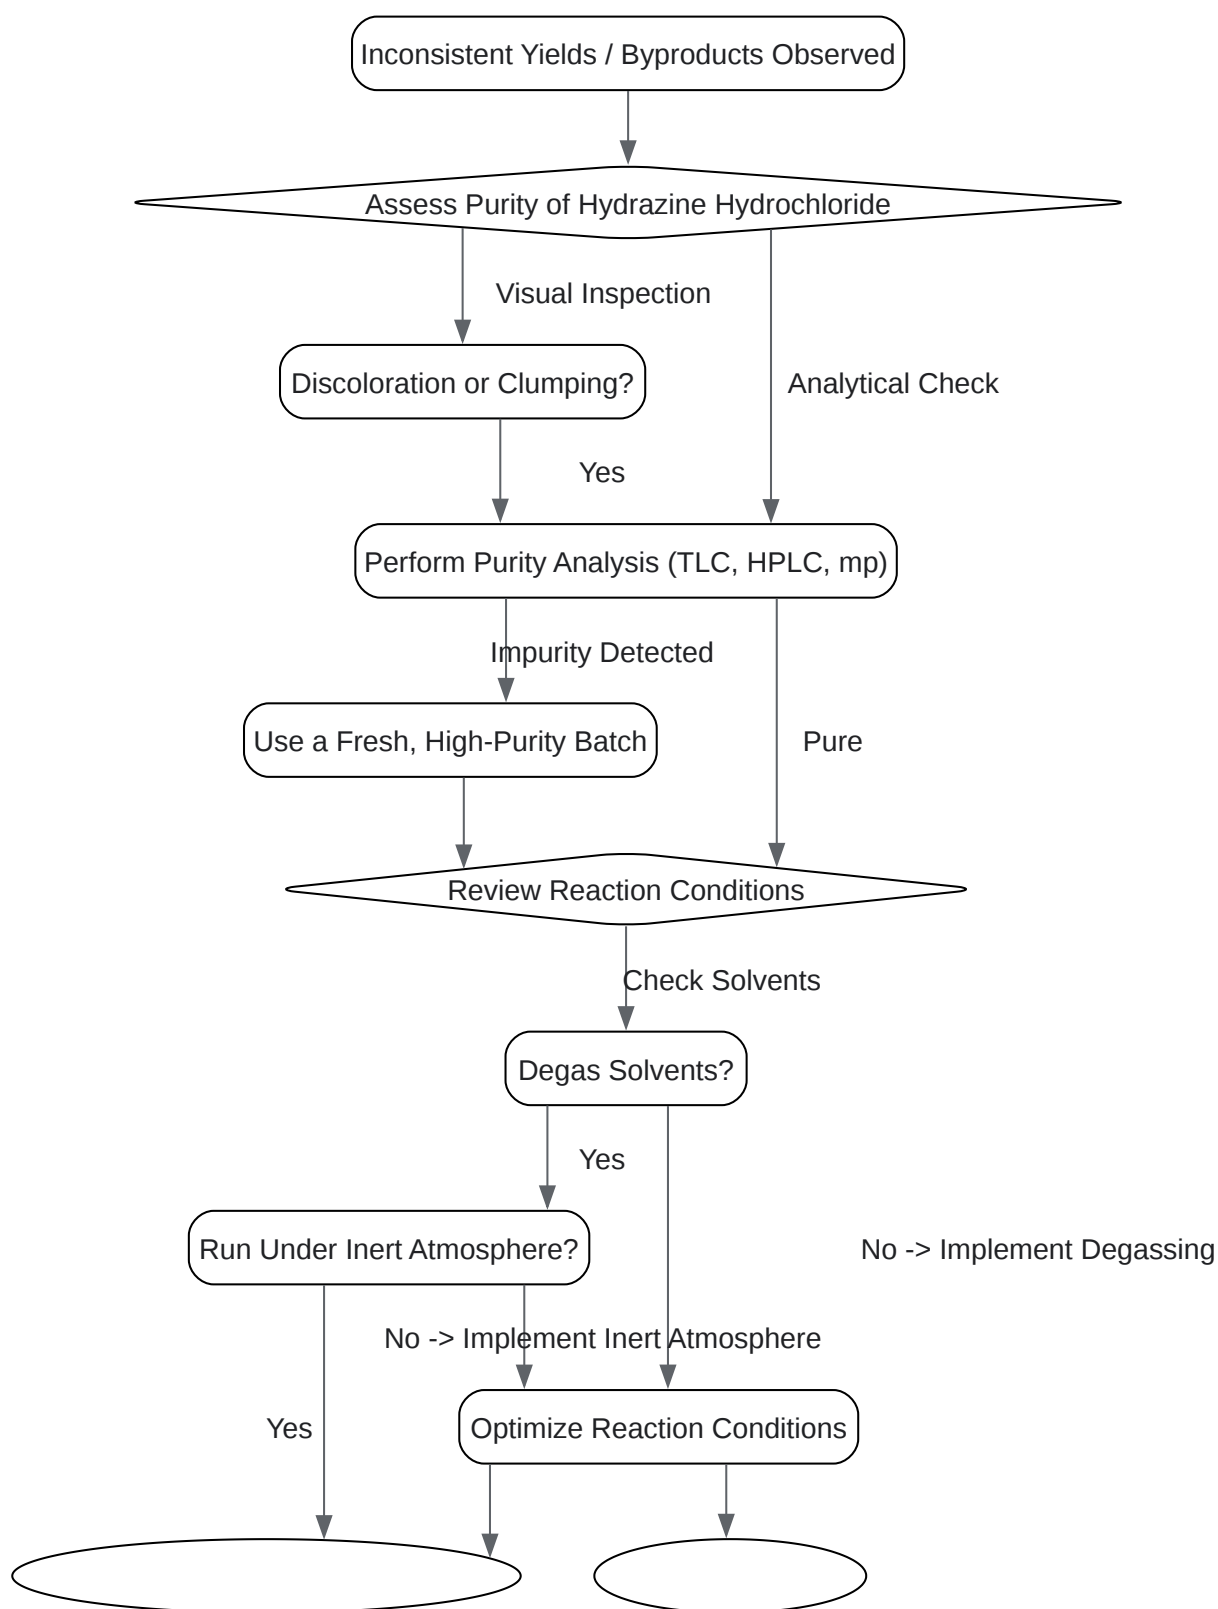 Inconsistent Yields / Byproducts Observed
Assess Purity of Hydrazine Hydrochloride
Visual Inspection
Discoloration or Clumping?
Analytical Check
Yes
Perform Purity Analysis (TLC, HPLC, mp)
Impurity Detected
Use a Fresh, High-Purity Batch
Pure
Review Reaction Conditions
Check Solvents
Degas Solvents?
Yes
Run Under Inert Atmosphere?
No -> Implement Degassing
No -> Implement Inert Atmosphere
Yes
Optimize Reaction Conditions